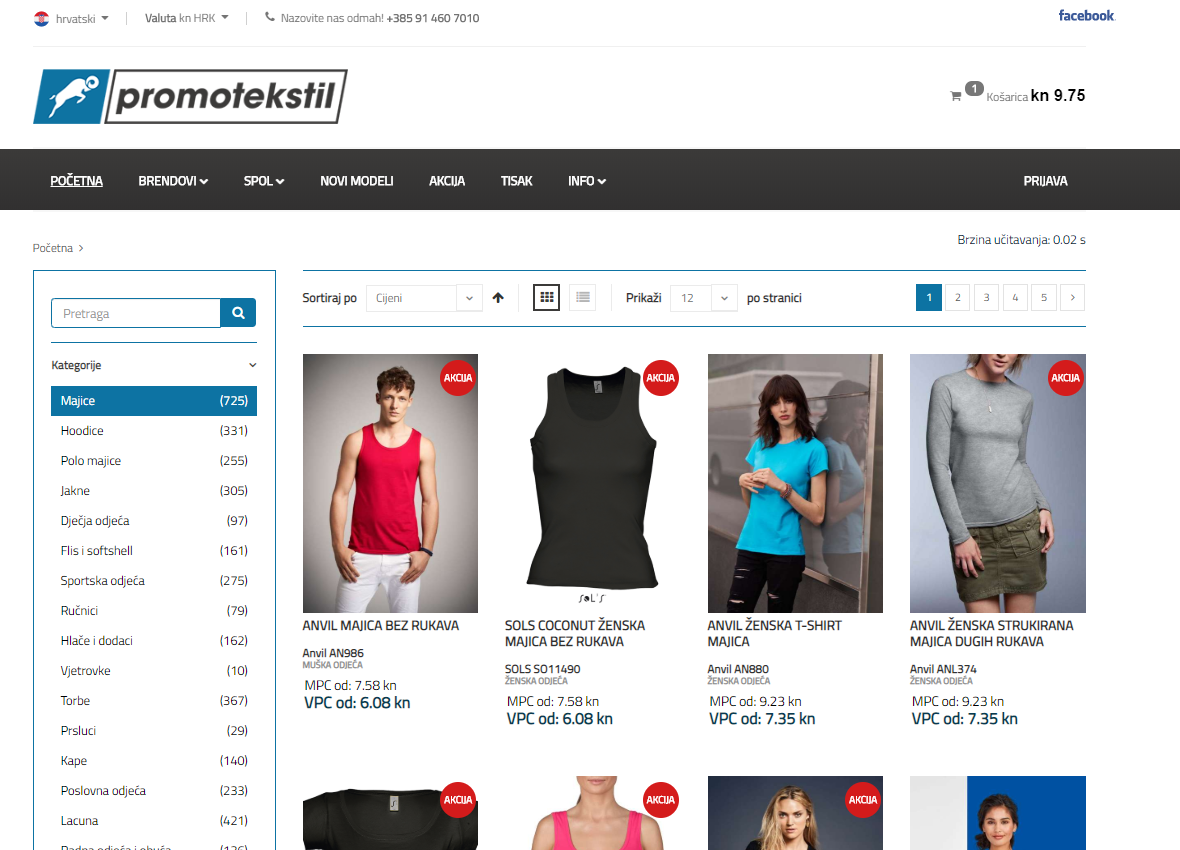 hrvatski
Valuta kn HRK
Nazovite nas odmah! +385 91 460 7010
facebook
promotekstil
1 Košarica kn 9.75
POČETNA BRENDOVI SPOL NOVI MODELI AKCIJA TISAK INFO PRIJAVA
Početna >
Brzina učitavanja: 0.02 s
Pretraga
Kategorije
Majice (725)
Hoodice (331)
Polo majice (255)
Jakne (305)
Dječja odjeća (97)
Flis i softshell (161)
Sportska odjeća (275)
Ručnici (79)
Hlače i dodaci (162)
Vjetrovke (10)
Torbe (367)
Prsluci (29)
Kape (140)
Poslovna odjeća (233)
Lacuna (421)
Sortiraj po Cijeni
Prikaži 12 po stranici
1 2 3 4 5 >
AKCIJA
ANVIL MAJICA BEZ RUKAVA
Anvil AN986
MUŠKA ODJEĆA
MPC od: 7.58 kn
VPC od: 6.08 kn
AKCIJA
SOL'S
SOLS COCONUT ŽENSKA
MAJICA BEZ RUKAVA
SOLS SO11490
ŽENSKA ODJEĆA
MPC od: 7.58 kn
VPC od: 6.08 kn
ANVIL ŽENSKA T-SHIRT
MAJICA
Anvil AN880
ŽENSKA ODJEĆA
MPC od: 9.23 kn
VPC od: 7.35 kn
AKCIJA
ANVIL ŽENSKA STRUKIRANA
MAJICA DUGIH RUKAVA
Anvil ANL374
ŽENSKA ODJEĆA
MPC od: 9.23 kn
VPC od: 7.35 kn
AKCIJA
AKCIJA
AKCIJA